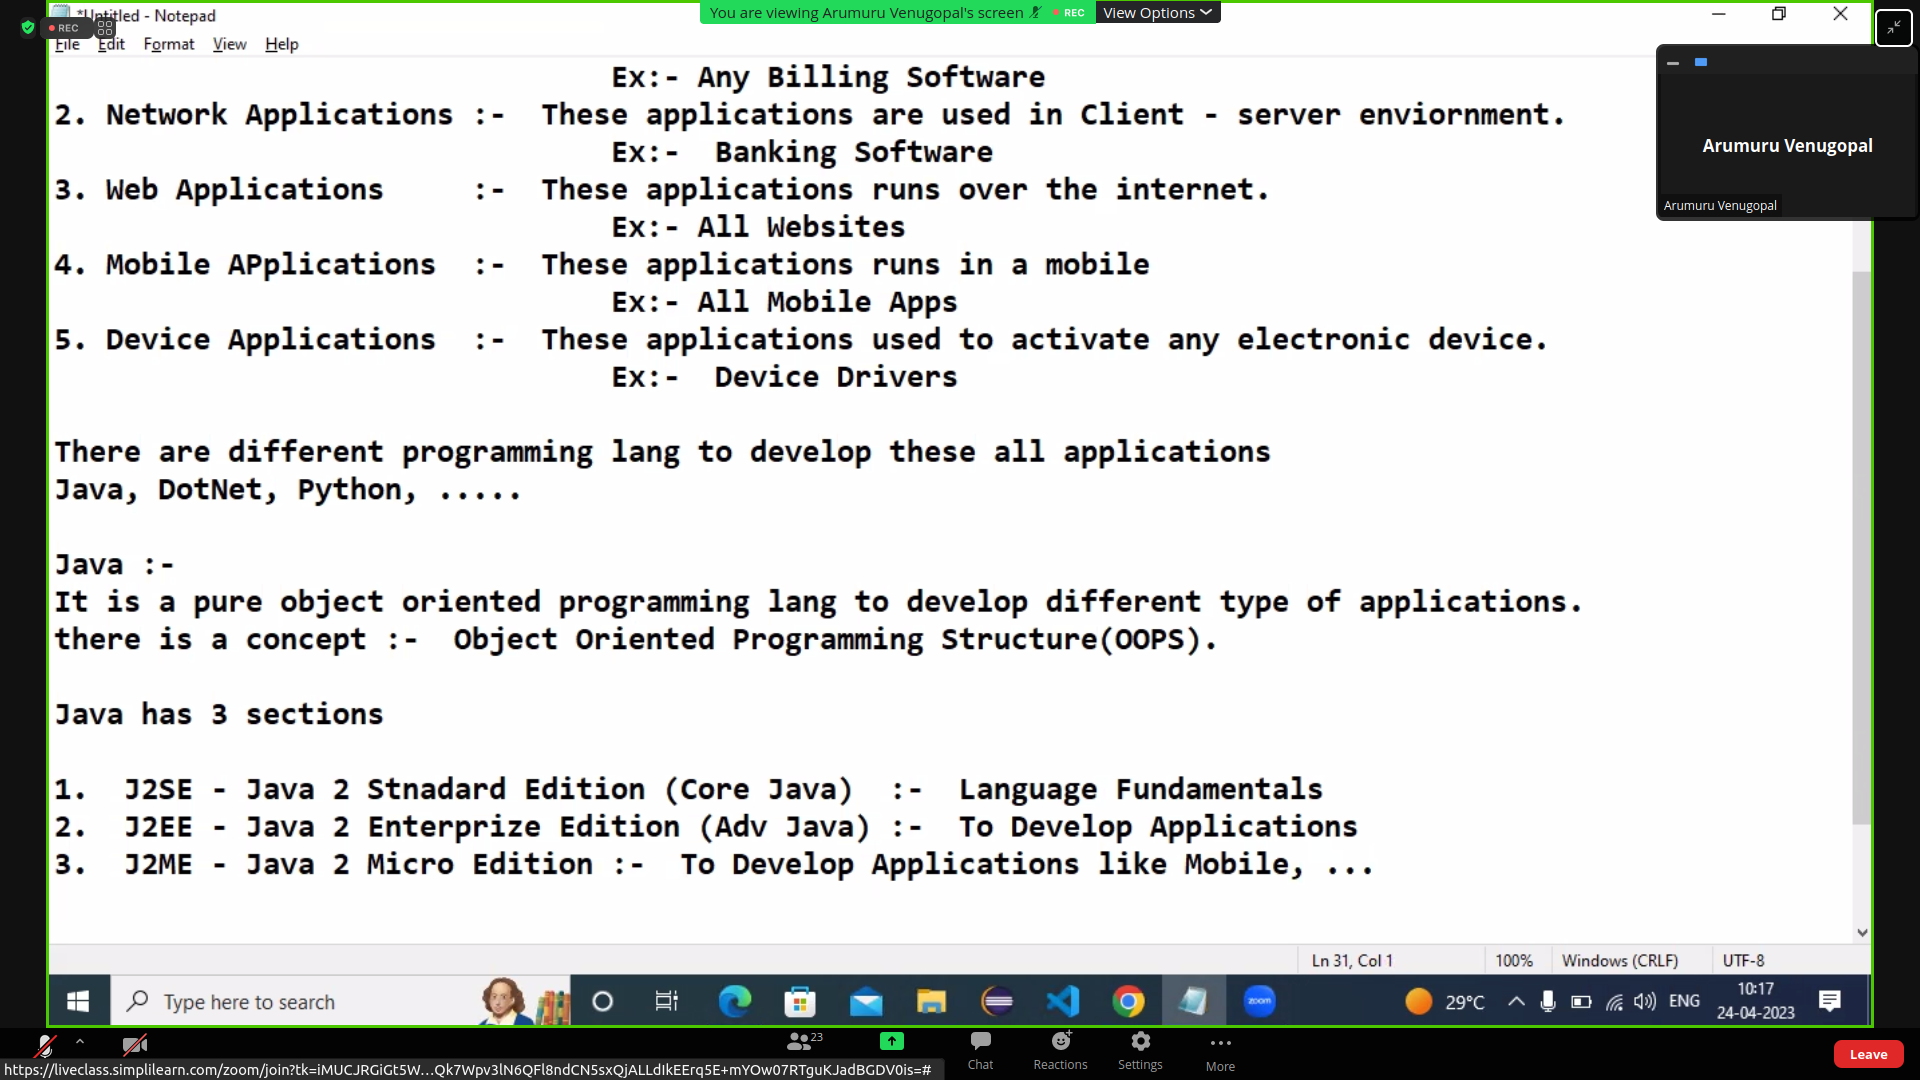 *Untitled - Notepad
You are viewing Arumuru Venugopal's screen REC View Options
REC
File Edit Format View Help
Ex:- Any Billing Software
2. Network Applications :- These applications are used in Client - server enviornment.
Ex:- Banking Software
3. Web Applications :- These applications runs over the internet.
Ex:- All Websites
4. Mobile APplications :- These applications runs in a mobile
Ex:- All Mobile Apps
5. Device Applications :- These applications used to activate any electronic device.
Ex:- Device Drivers
There are different programming lang to develop these all applications
Java, DotNet, Python, .....
Java :-
It is a pure object oriented programming lang to develop different type of applications.
there is a concept :- Object Oriented Programming Structure(OOPS).
Java has 3 sections
1. J2SE - Java 2 Stnadard Edition (Core Java) :- Language Fundamentals
2. J2EE - Java 2 Enterprize Edition (Adv Java) :- To Develop Applications
3. J2ME - Java 2 Micro Edition :- To Develop Applications like Mobile, ...
Arumuru Venugopal
Arumuru Venugopal
Ln 31, Col 1 100% Windows (CRLF) UTF-8
Type here to search
zoom
29°C ENG
10:17
24-04-2023
23
Chat Reactions Settings More
Leave
https://liveclass.simplilearn.com/zoom/join?tk=iMUCJRGiGt5W...Qk7Wpv3lN6QFl8ndCN5sxQjALLdIkEErq5E+mYOw07RTguKJadBGDV0is=#